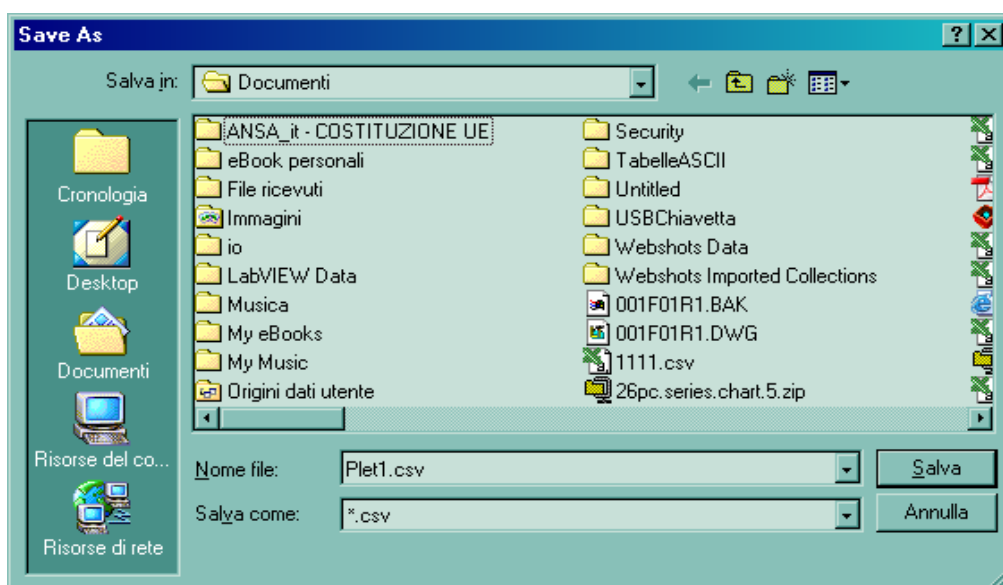 Save As
Salva in:
Documenti
Cronologia
Desktop
Documenti
Risorse del co...
Risorse di rete
ANSA_it - COSTITUZIONE UE
eBook personali
File ricevuti
Immagini
io
LabVIEW Data
Musica
My eBooks
My Music
Origini dati utente
Security
TabelleASCII
Untitled
USBChiavetta
Webshots Data
Webshots Imported Collections
001F01R1.BAK
001F01R1.DWG
1111.csv
26pc.series.chart.5.zip
Nome file:
Plet1.csv
Salva
Salva come:
*.csv
Annulla